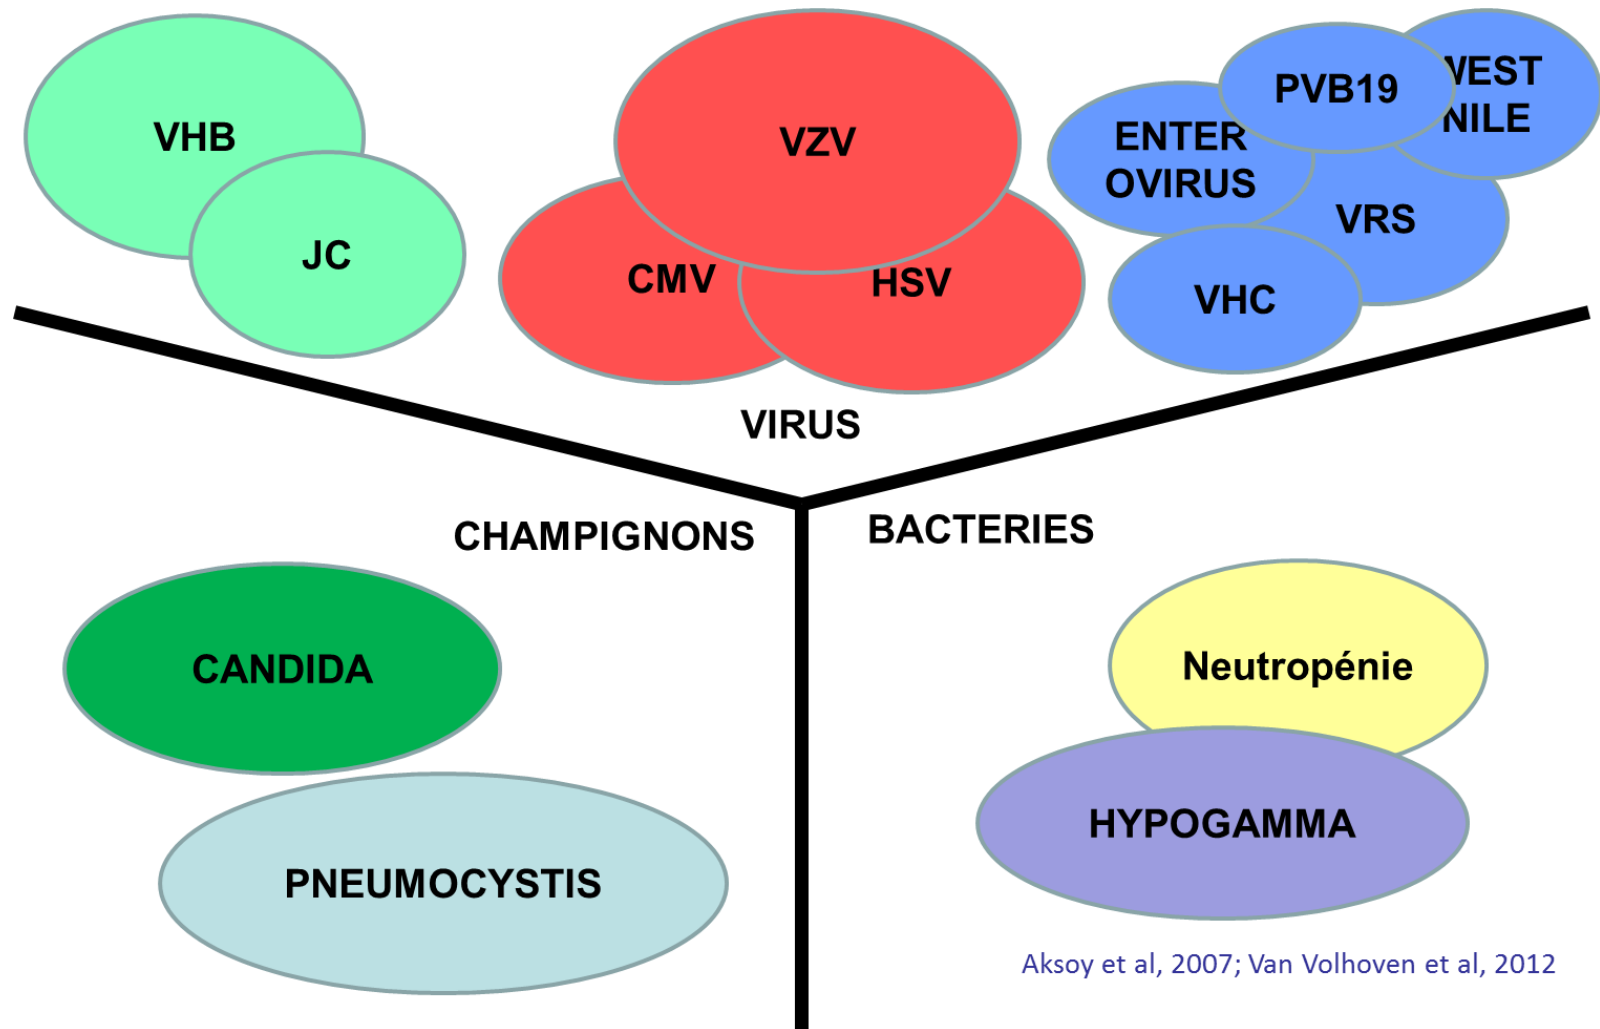 VHB
JC
VZV
CMV
HSV
PVB19
WEST
NILE
ENTER
OVIRUS
VRS
VHC
VIRUS
CHAMPIGNONS
BACTERIES
CANDIDA
PNEUMOCYSTIS
Neutropénie
HYPOGAMMA
Aksoy et al, 2007; Van Volhoven et al, 2012